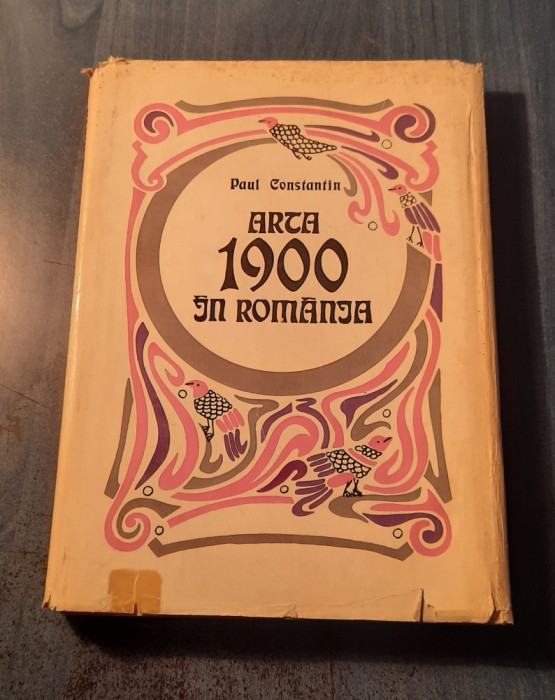 Paul Constantin
ARTA
1900
ÎN ROMÂNIA